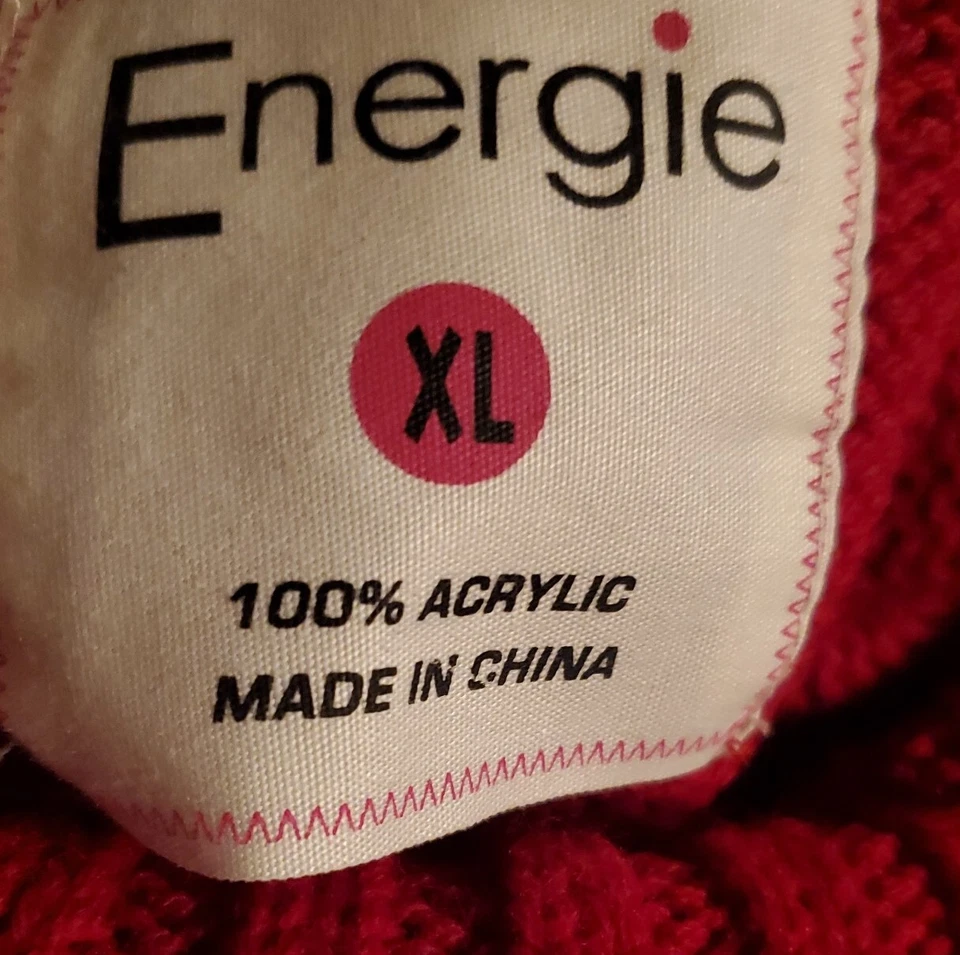 Energie
XL
100% ACRYLIC
MADE IN CHINA